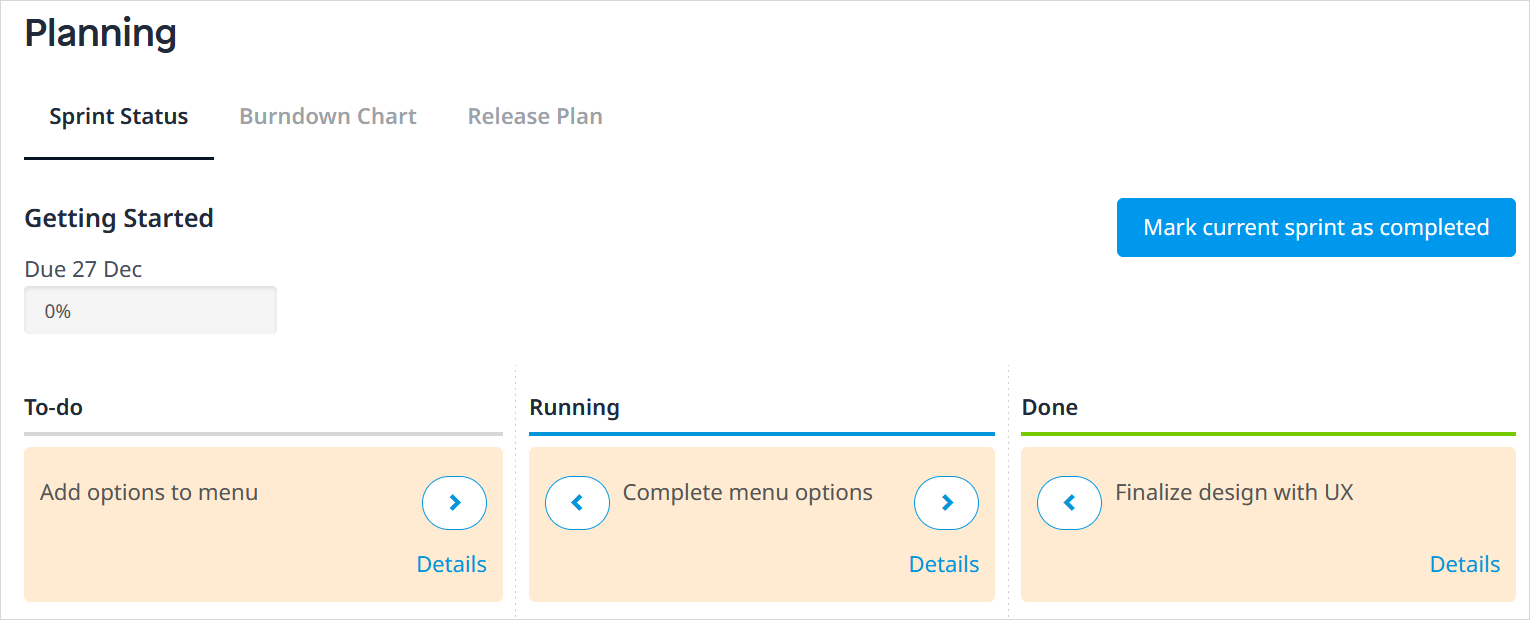 Planning
Sprint Status Burndown Chart Release Plan
Getting Started
Mark current sprint as completed
Due 27 Dec
0%
To-do Running Done
Add options to menu Complete menu options Finalize design with UX
Details Details Details